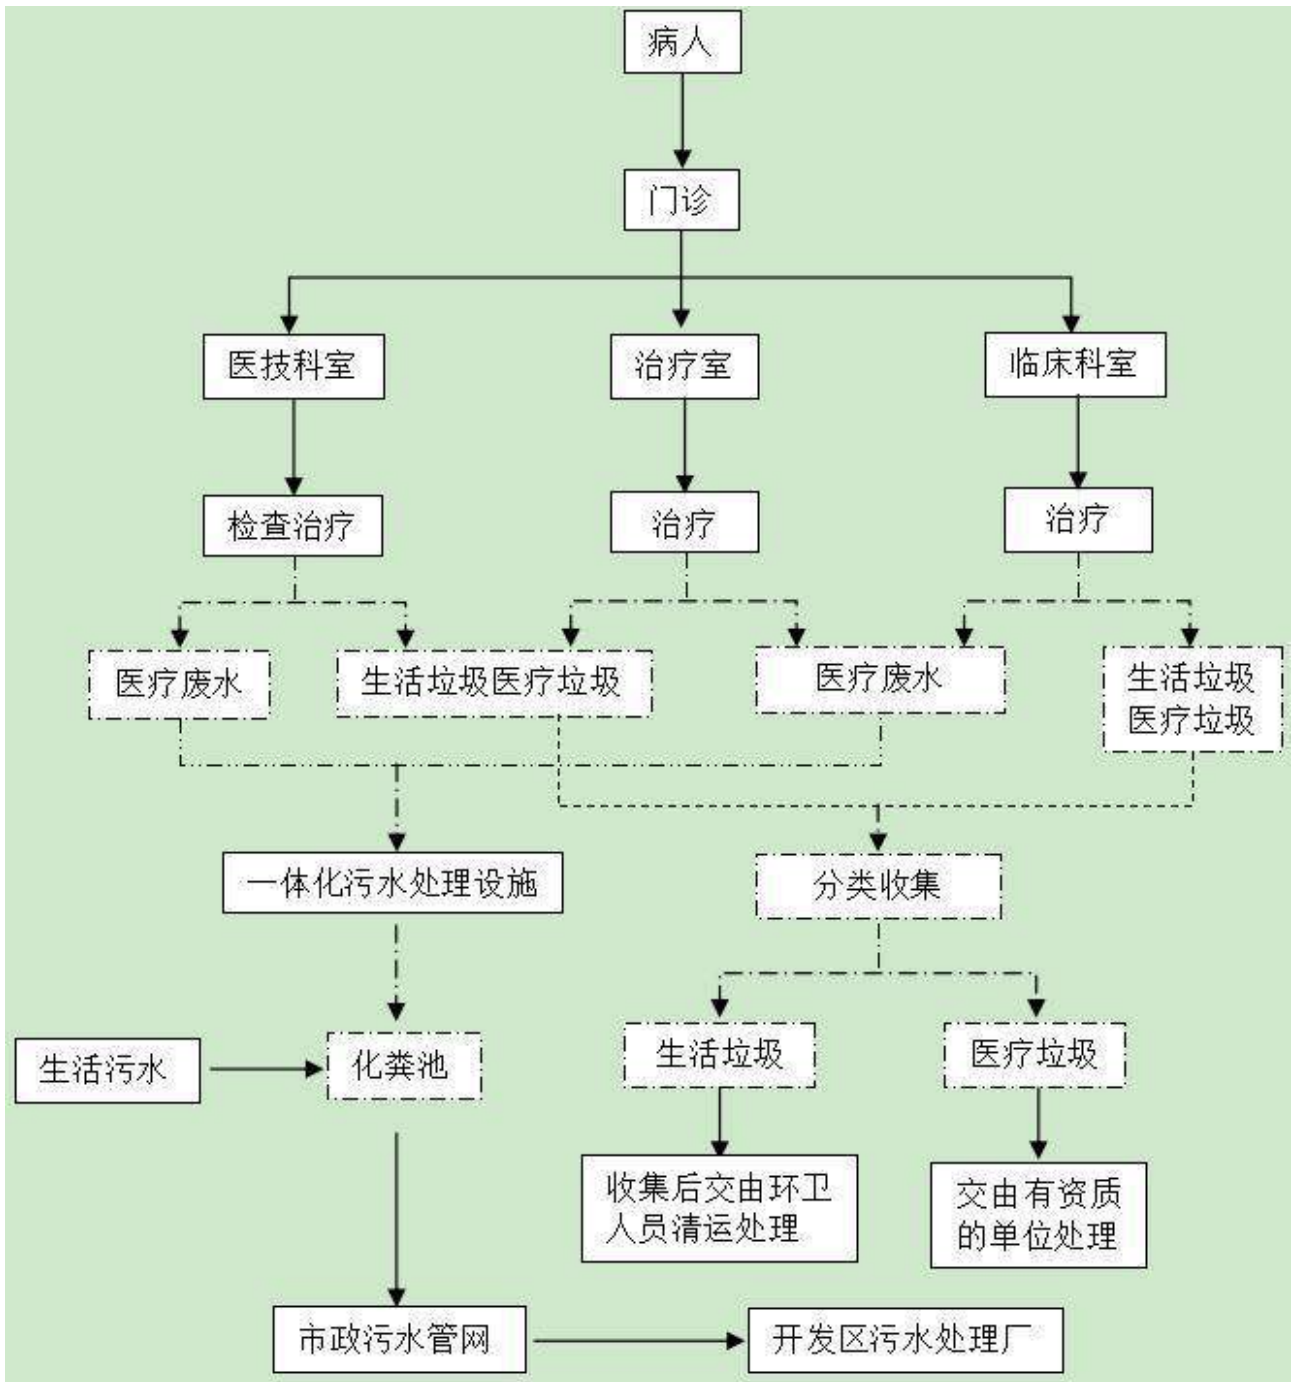 病人
门诊
医技科室
治疗室
临床科室
检查治疗
治疗
治疗
医疗废水
生活垃圾医疗垃圾
医疗废水
生活垃圾
医疗垃圾
一体化污水处理设施
分类收集
生活污水
化粪池
生活垃圾
医疗垃圾
收集后交由环卫
人员清运处理
交由有资质
的单位处理
市政污水管网
开发区污水处理厂